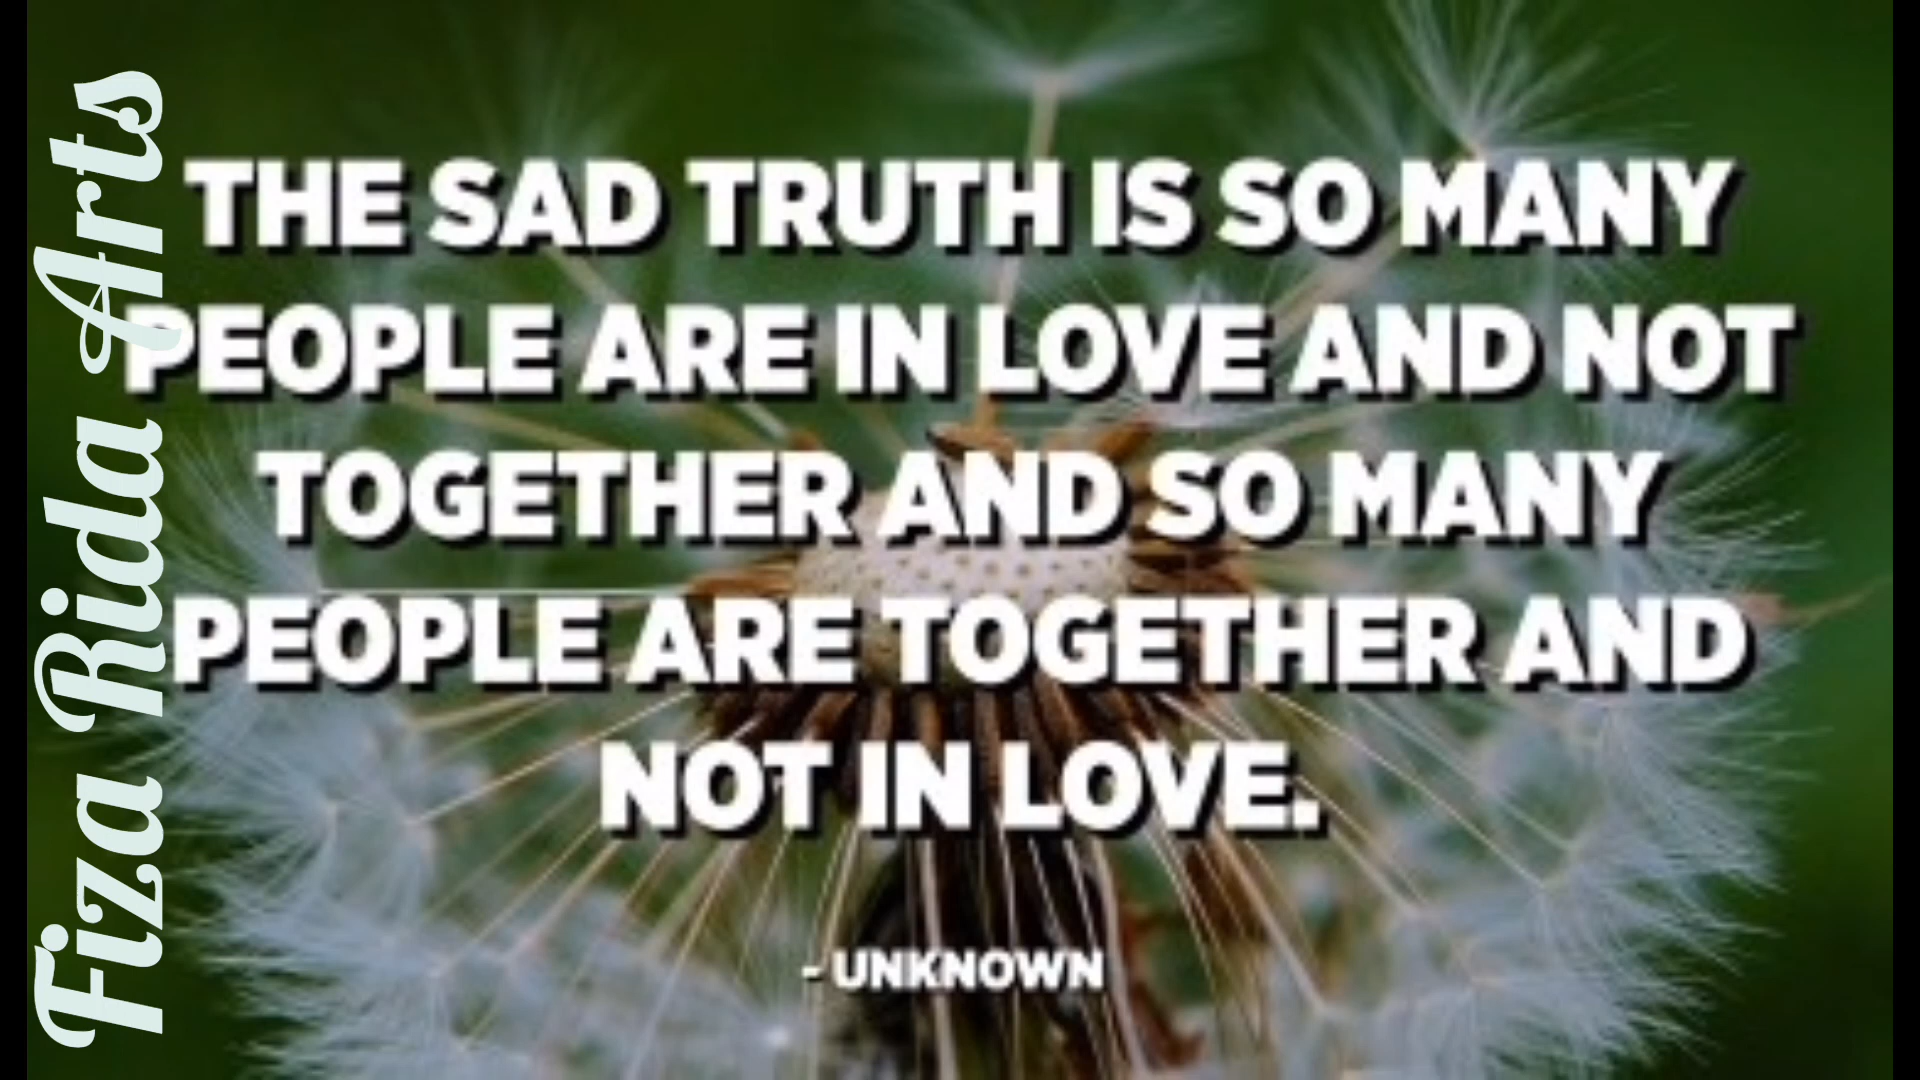 THE SAD TRUTH IS SO MANY
PEOPLE ARE IN LOVE AND NOT
TOGETHER AND SO MANY
PEOPLE ARE TOGETHER AND
NOT IN LOVE.
- UNKNOWN
Fiza Rida Arts